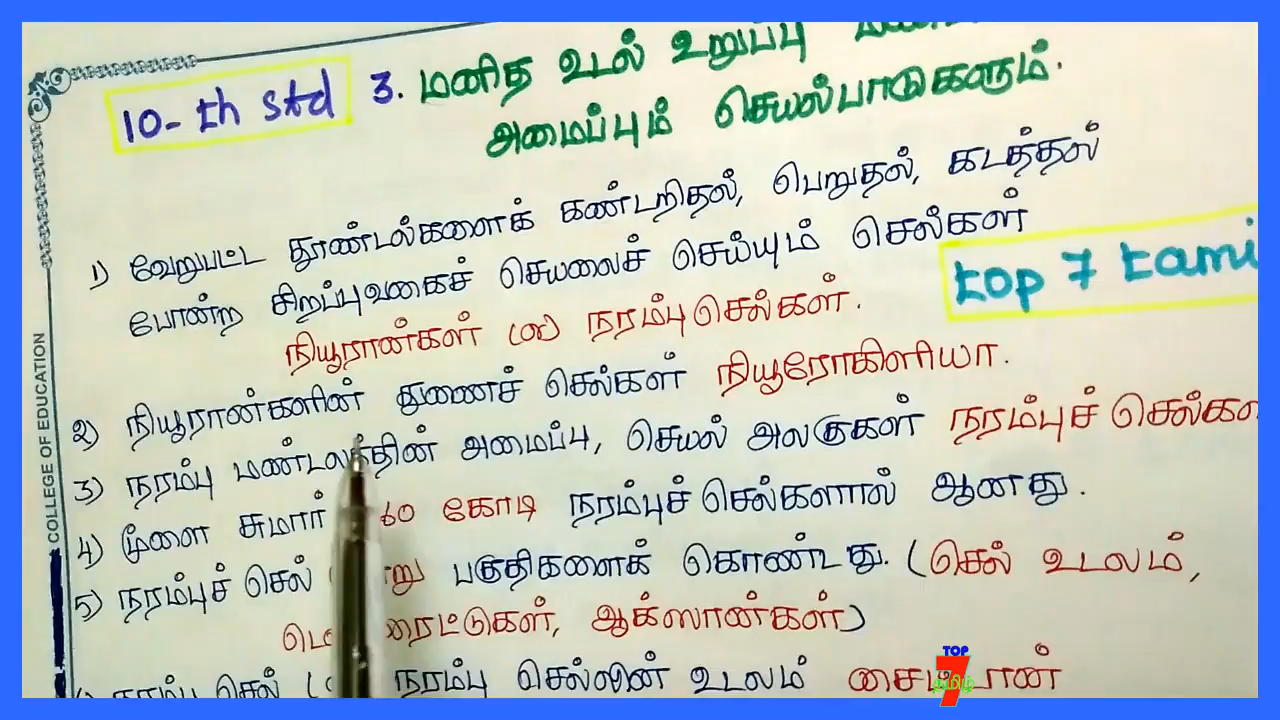 10-th std 3. மனித உடல் உறுப்பு
அமைப்பும் செயல்பாடுகளும்.
1) வேறுபட்ட தூண்டல்களைக் கண்டறிதல், பெறுதல், கடத்தல்
போன்ற சிறப்புவகைச் செயலைச் செய்யும் செல்கள்
நியூரான்கள் (அ) நரம்பு செல்கள்.
top 7 tami
2) நியூரான்களின் துணைச் செல்கள் நியூரோகிளியா.
3) நரம்பு மண்டலத்தின் அமைப்பு, செயல் அலகுகள் நரம்புச் செல்கள்
4) மூளை சுமார் 60 கோடி நரம்புச் செல்களால் ஆனது.
5) நரம்புச் செல் பகுதிகளைக் கொண்டது. (செல் உடலம்,
ஆக்ஸான்கள்)
நரம்பு செல் நரம்பு செல்லின் உடலம்
COLLEGE OF EDUCATION
TOP
7
தமிழ்